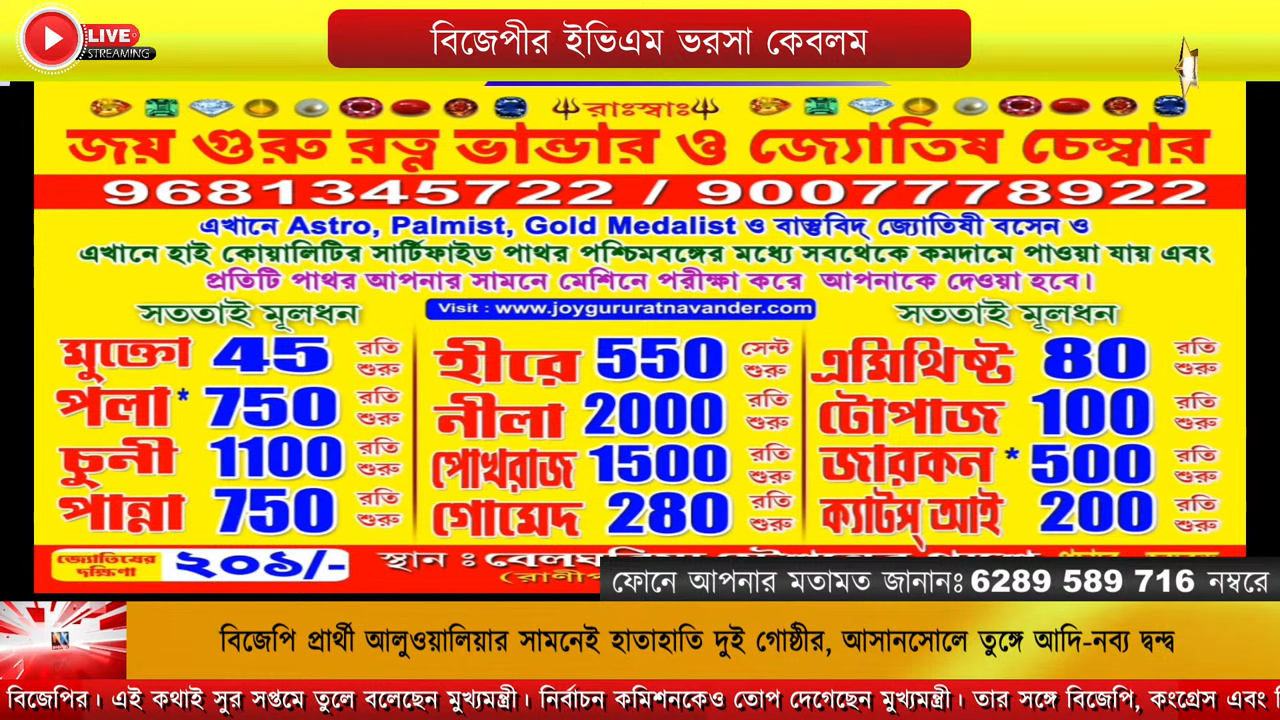 LIVE
STREAMING
বিজেপীর ইভিএম ভরসা কেবলম
রাঃস্বাঃ
জয় গুরু রত্ন ভান্ডার ও জ্যোতিষ চেম্বার
9681345722 / 9007778922
এখানে Astro, Palmist, Gold Medalist ও বাস্তুবিদ্ জ্যোতিষী বসেন ও
এখানে হাই কোয়ালিটির সার্টিফাইড পাথর পশ্চিমবঙ্গের মধ্যে সবথেকে কমদামে পাওয়া যায় এবং
প্রতিটি পাথর আপনার সামনে মেশিনে পরীক্ষা করে আপনাকে দেওয়া হবে।
সততাই মূলধন
Visit : www.joygururatnavander.com
সততাই মূলধন
মুক্তো 45 রতি শুরু
পলা * 750 রতি শুরু
চুনী 1100 রতি শুরু
পান্না 750 রতি শুরু
হীরে 550 সেন্ট শুরু
নীলা 2000 রতি শুরু
পোখরাজ 1500 রতি শুরু
গোমেদ 280 রতি শুরু
এমিথিষ্ট 80 রতি শুরু
টোপাজ 100 রতি শুরু
জারকন * 500 রতি শুরু
ক্যাটস্ আই 200 রতি শুরু
জ্যোতিষের
দক্ষিণা
২০১/-
স্থান ঃ
ফোনে আপনার মতামত জানানঃ 6289 589 716 নম্বরে
বিজেপি প্রার্থী আলুওয়ালিয়ার সামনেই হাতাহাতি দুই গোষ্ঠীর, আসানসোলে তুঙ্গে আদি-নব্য দ্বন্দ্ব
বিজেপির। এই কথাই সুর সপ্তমে তুলে বলেছেন মুখ্যমন্ত্রী। নির্বাচন কমিশনকেও তোপ দেগেছেন মুখ্যমন্ত্রী। তার সঙ্গে বিজেপি, কংগ্রেস এবং